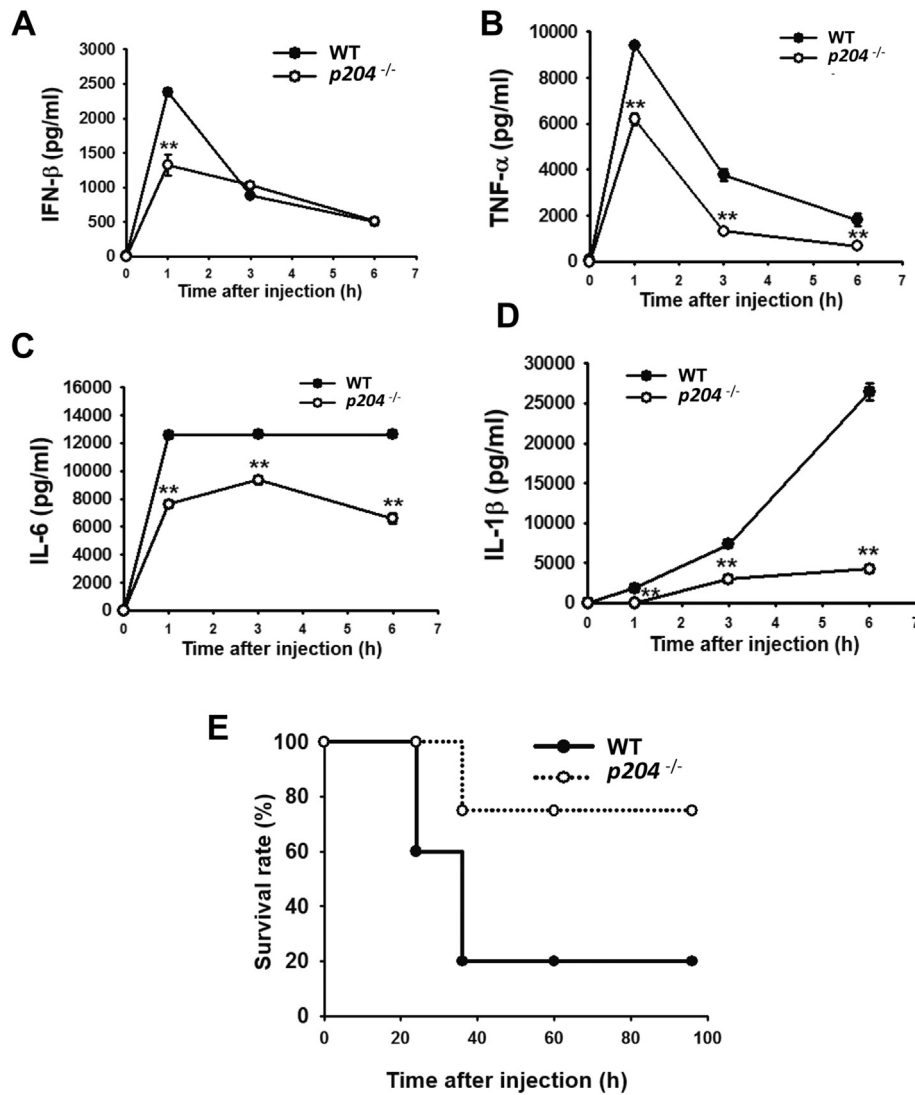 A
IFN-β (pg/ml)
3000
2500
2000
1500
1000
500
0
WT
p204 -/-
**
0 1 2 3 4 5 6 7
Time after injection (h)
B
TNF-α (pg/ml)
10000
8000
6000
4000
2000
0
WT
p204 -/-
-
**
**
**
0 1 2 3 4 5 6 7
Time after injection (h)
C
IL-6 (pg/ml)
16000
14000
12000
10000
8000
6000
4000
2000
0
WT
p204 -/-
**
**
**
0 1 2 3 4 5 6 7
Time after injection (h)
D
IL-1β (pg/ml)
30000
25000
20000
15000
10000
5000
0
WT
p204 -/-
**
**
**
0 1 2 3 4 5 6 7
Time after injection (h)
E
Survival rate (%)
100
80
60
40
20
0
WT
p204 -/-
0 20 40 60 80 100
Time after injection (h)